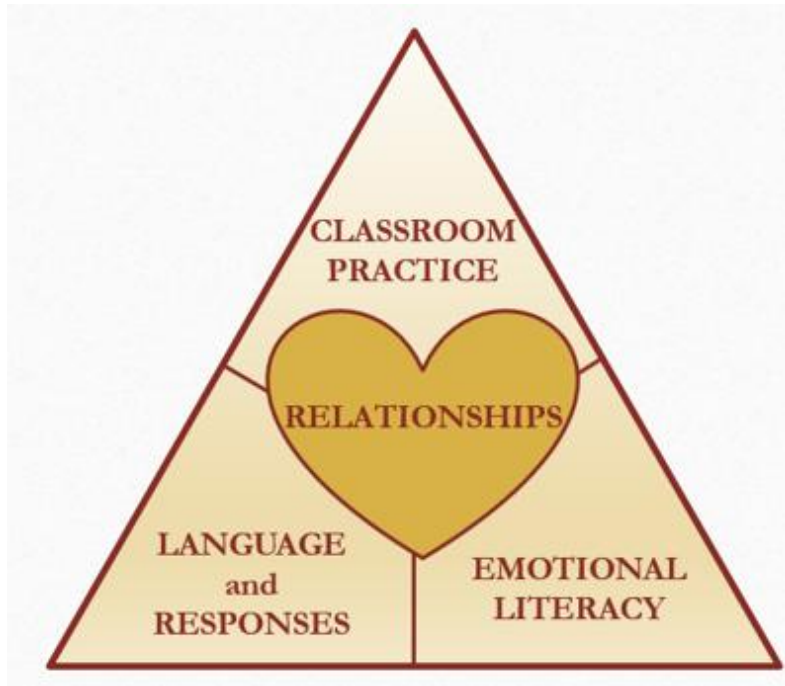 CLASSROOM
PRACTICE
RELATIONSHIPS
LANGUAGE
and
RESPONSES
EMOTIONAL
LITERACY